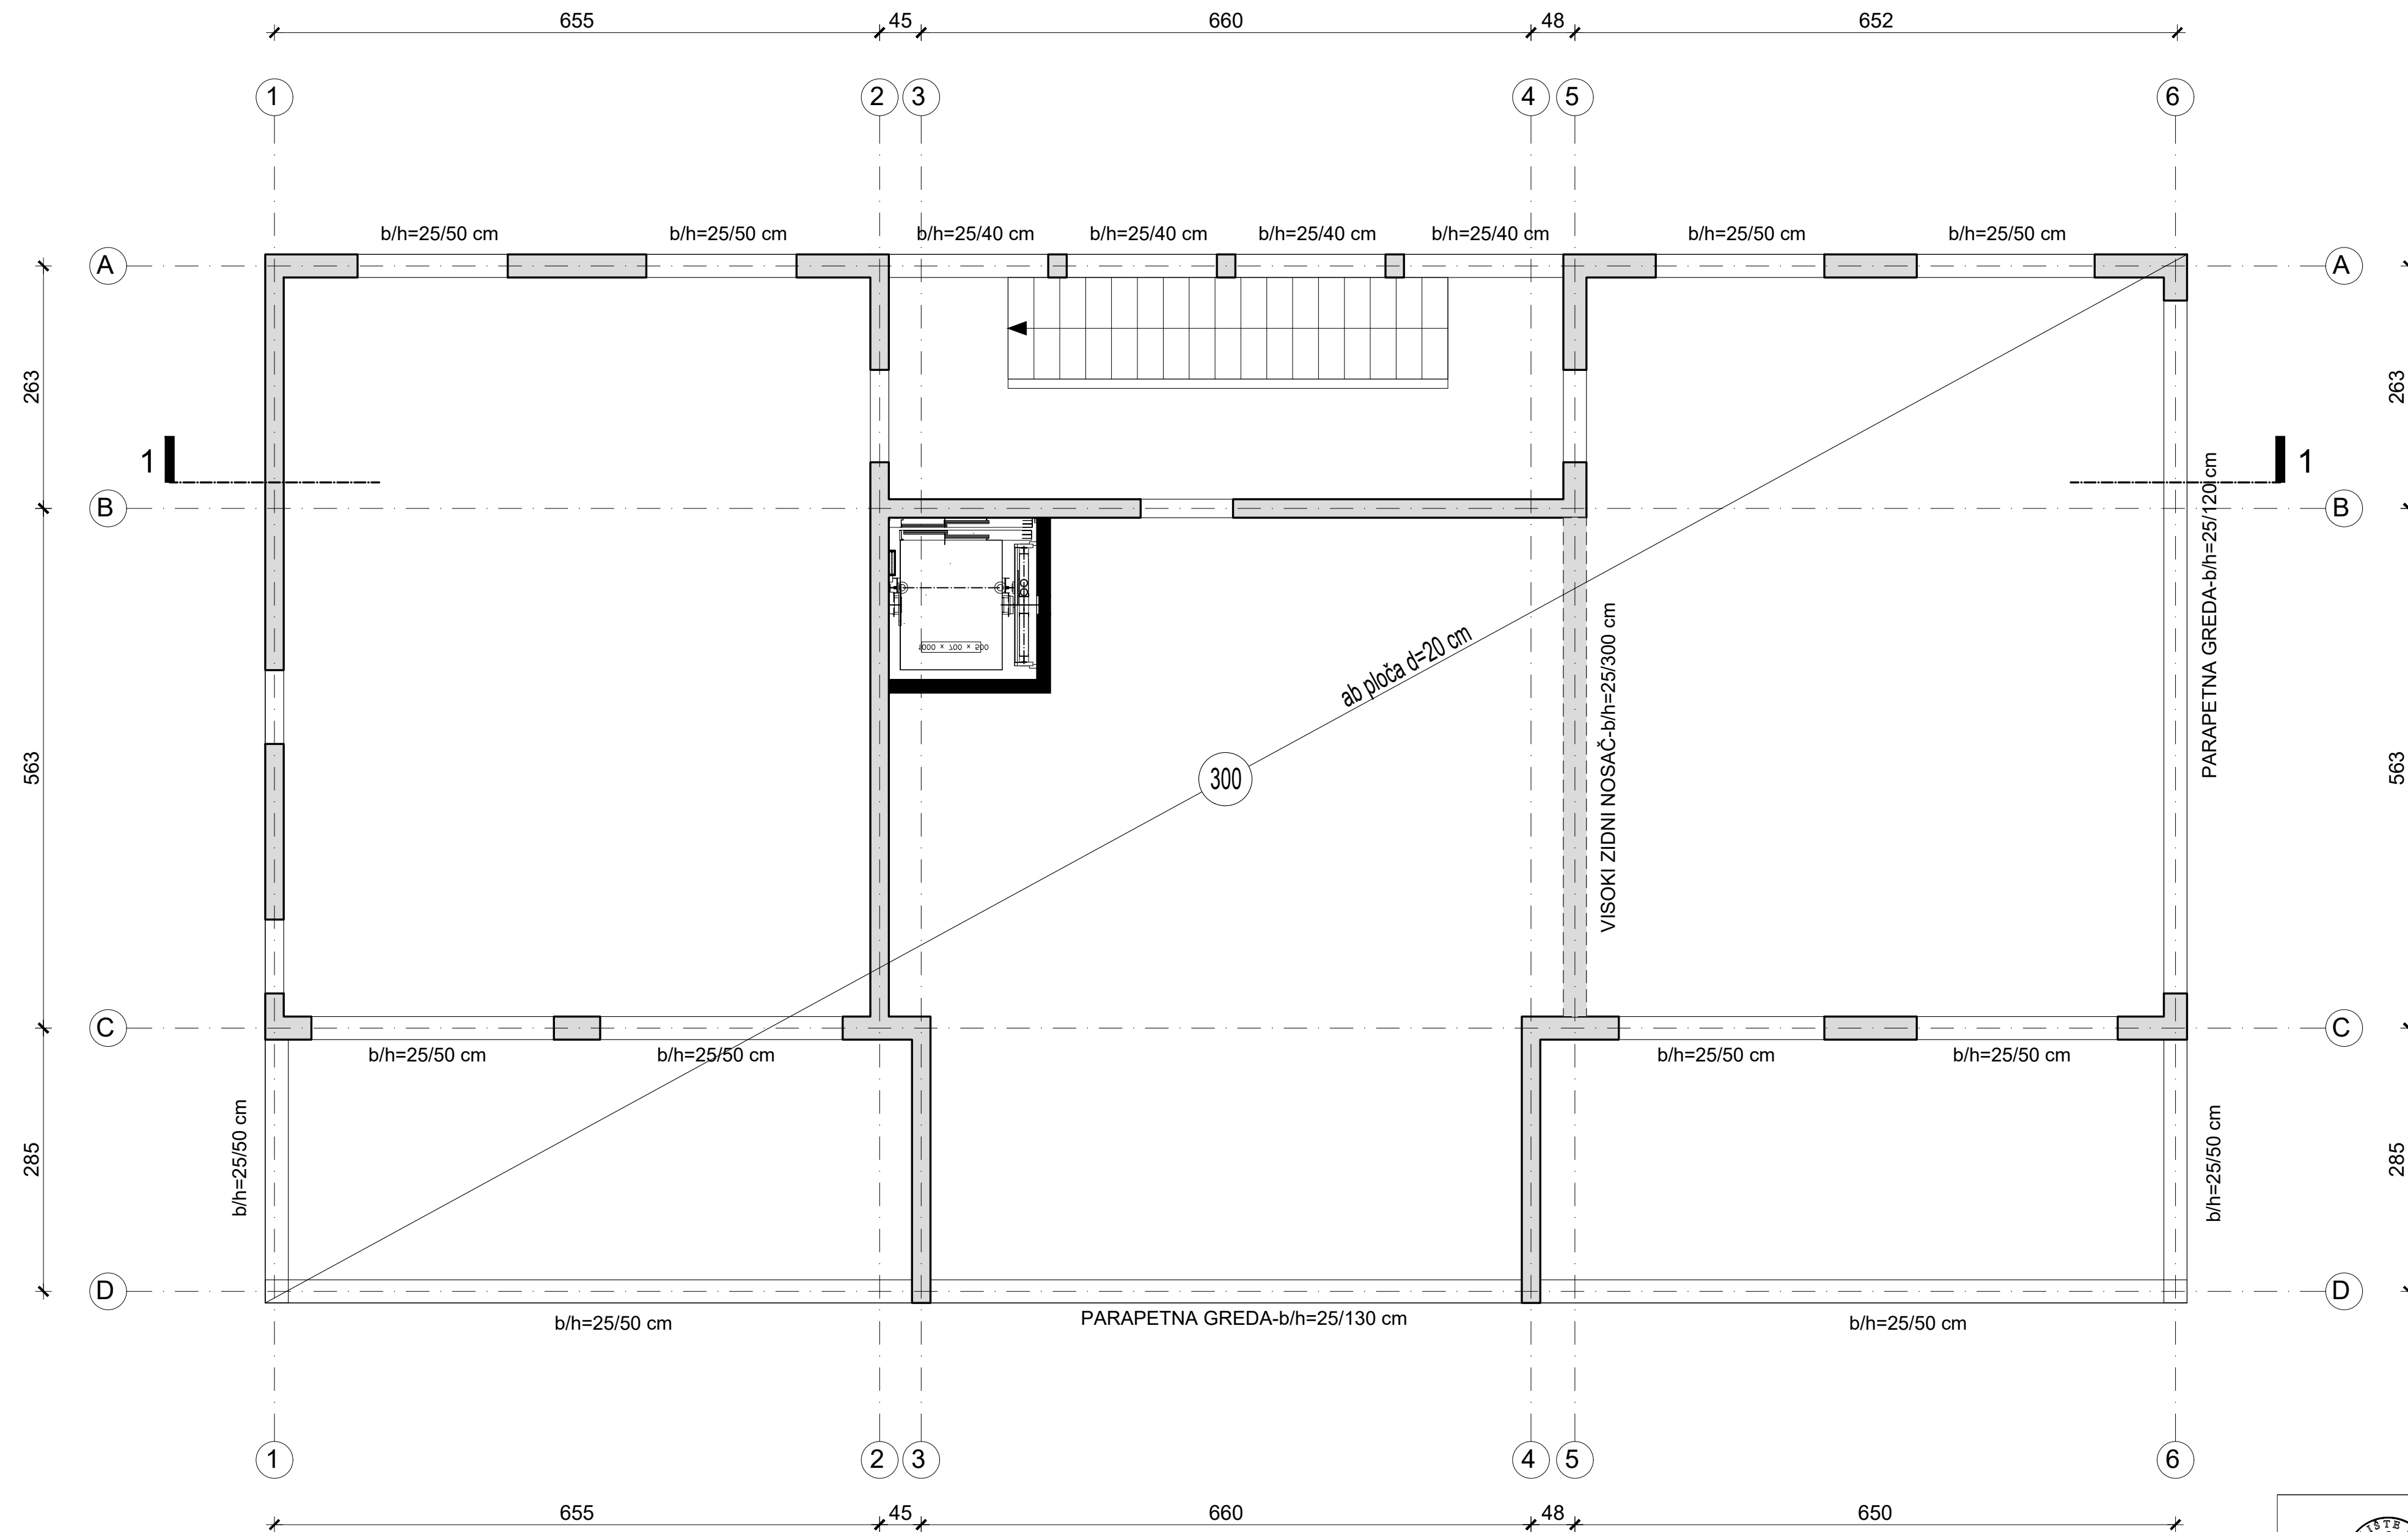 655 45 660 48 652
1 2 3 4 5 6
b/h=25/50 cm b/h=25/50 cm b/h=25/40 cm b/h=25/40 cm b/h=25/40 cm b/h=25/40 cm b/h=25/50 cm b/h=25/50 cm
A A
263 263
1 1
B B
PARAPETNA GREDA-b/h=25/120 cm
1000 x 700 x 500
ab ploča d=20 cm
VISOKI ZIDNI NOSAČ-b/h=25/300 cm
300
563 563
C C
b/h=25/50 cm b/h=25/50 cm b/h=25/50 cm b/h=25/50 cm
b/h=25/50 cm b/h=25/50 cm
285 285
D D
b/h=25/50 cm PARAPETNA GREDA-b/h=25/130 cm b/h=25/50 cm
1 2 3 4 5 6
655 45 660 48 650